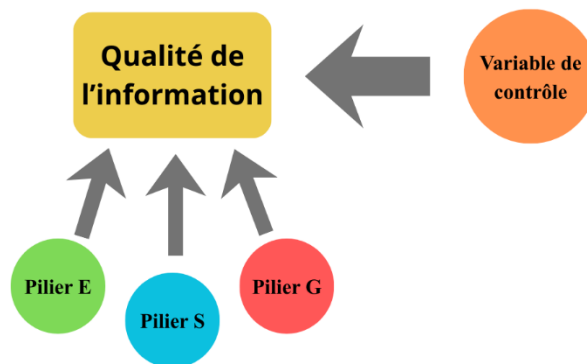 Qualité de
l’information
Variable de
contrôle
Pilier E
Pilier S
Pilier G